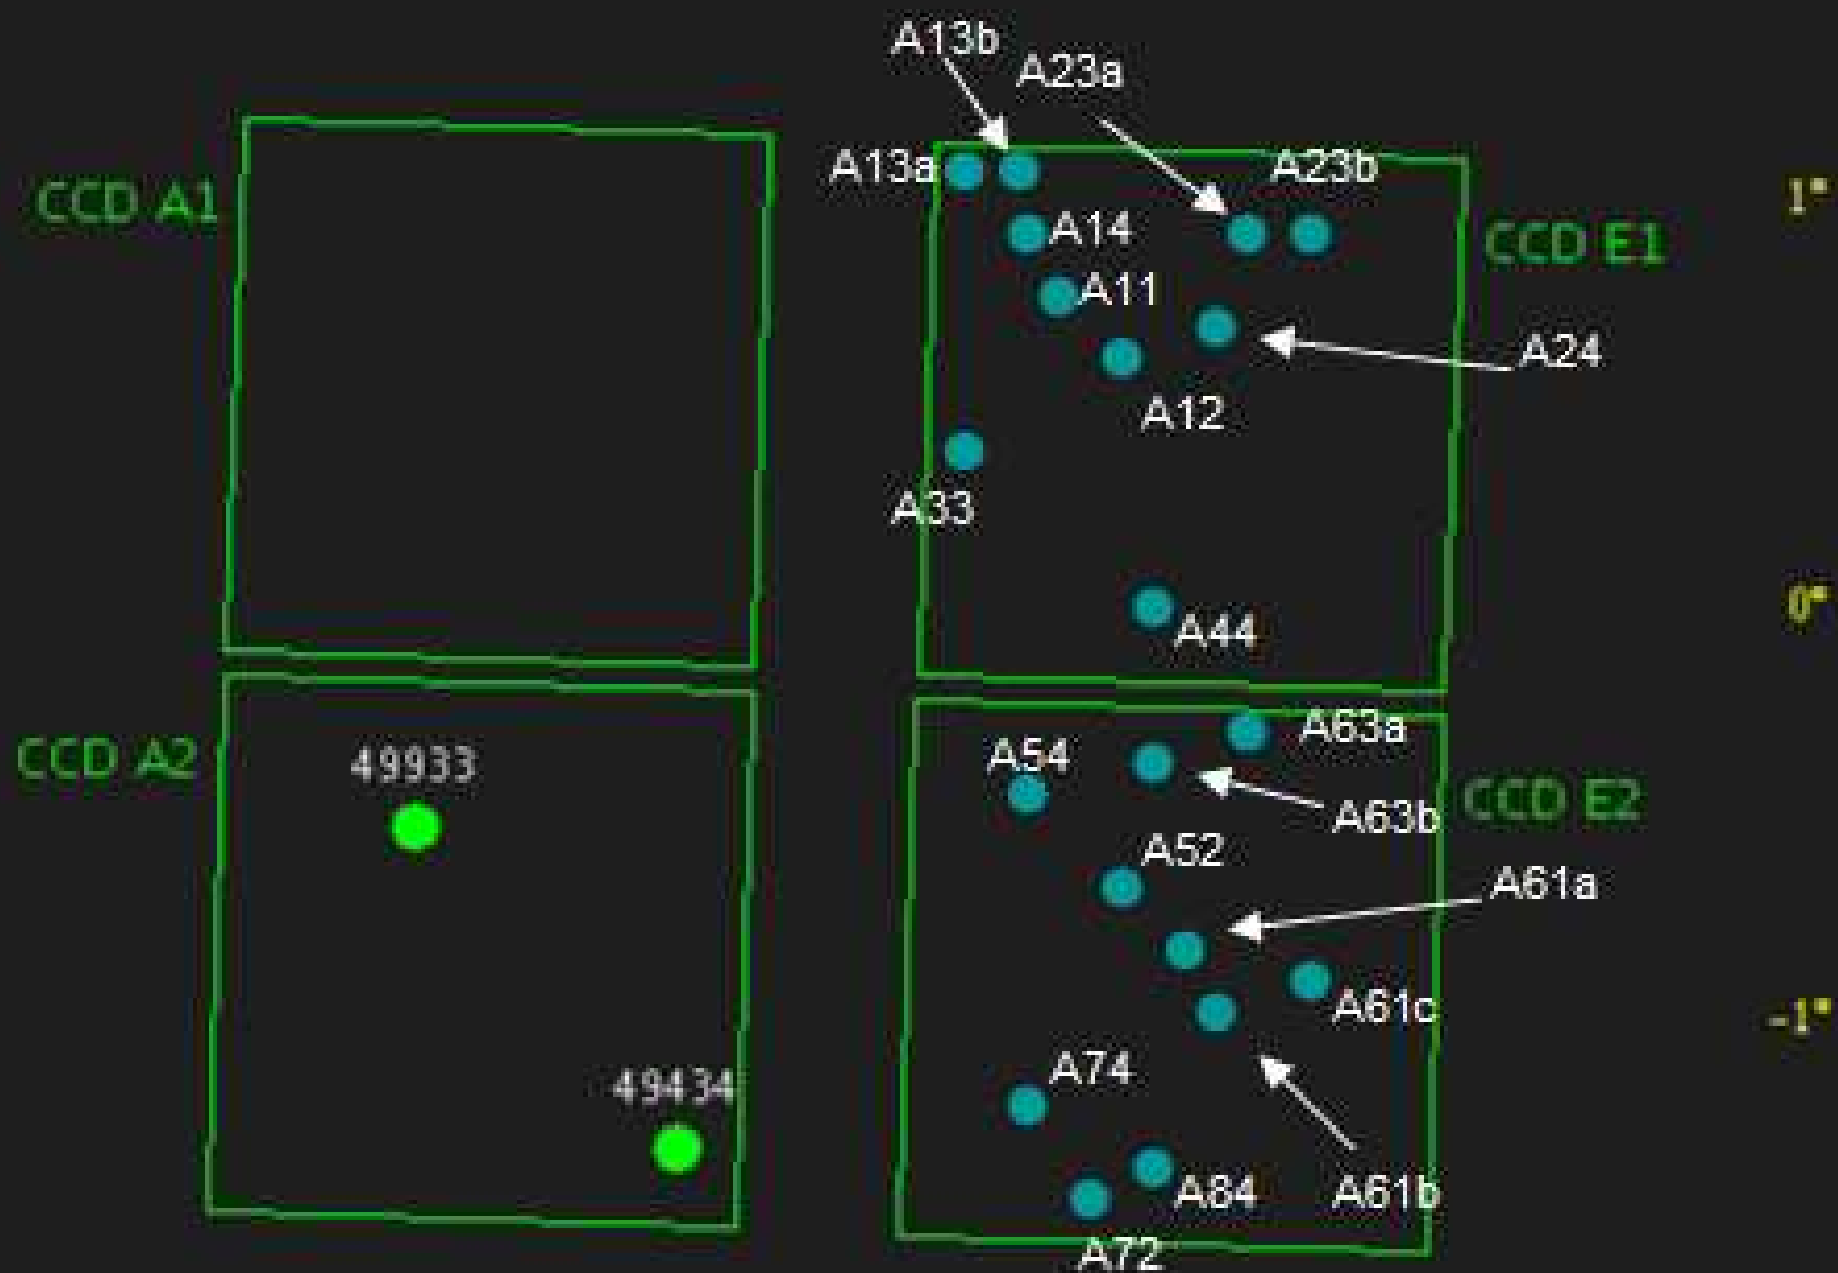 A13b
A23a
A13a
A23b
1°
CCD A1
A14
CCD E1
A11
A24
A12
A33
0°
A44
A63a
CCD A2
49933
A54
CCD E2
A63b
A52
A61a
A61c
-1°
A74
49434
A84
A61b
A72